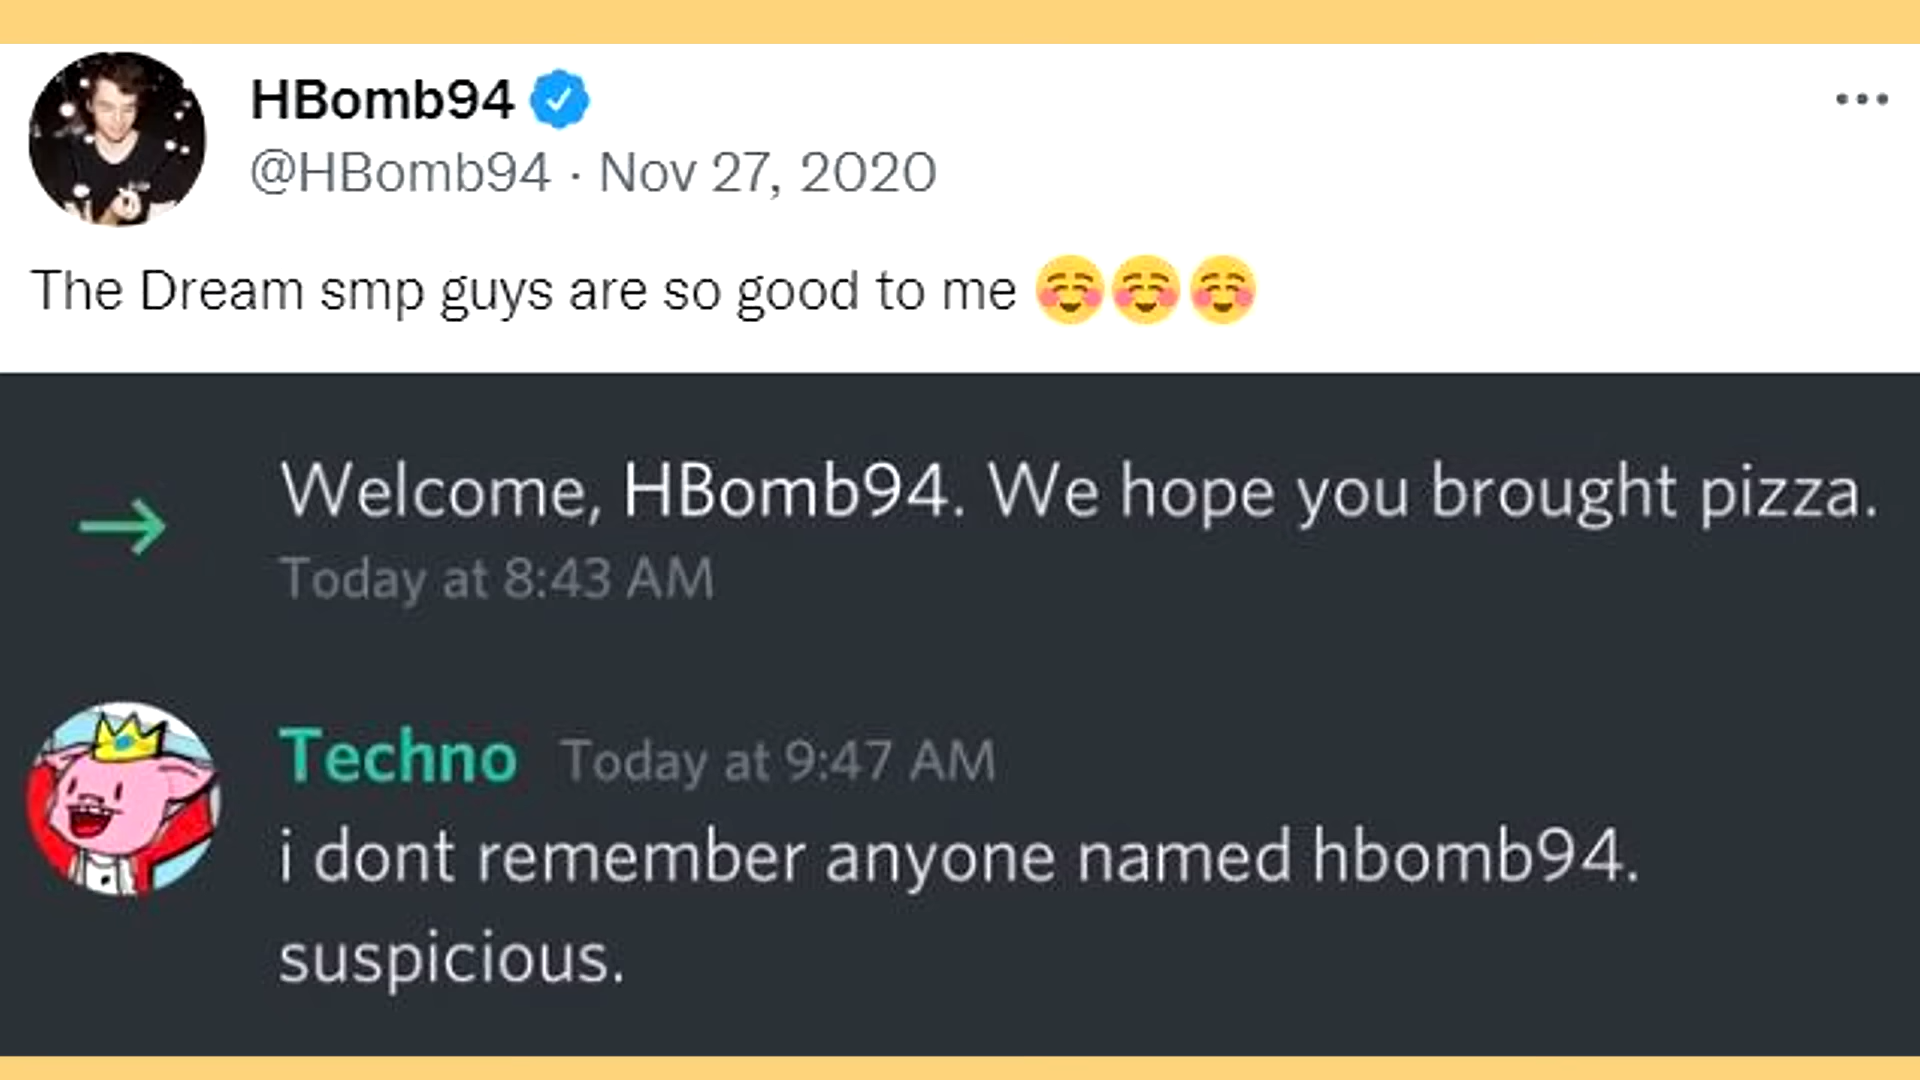 HBomb94
@HBomb94 · Nov 27, 2020
The Dream smp guys are so good to me ☺️☺️☺️
Welcome, HBomb94. We hope you brought pizza.
Today at 8:43 AM
Techno Today at 9:47 AM
i dont remember anyone named hbomb94.
suspicious.